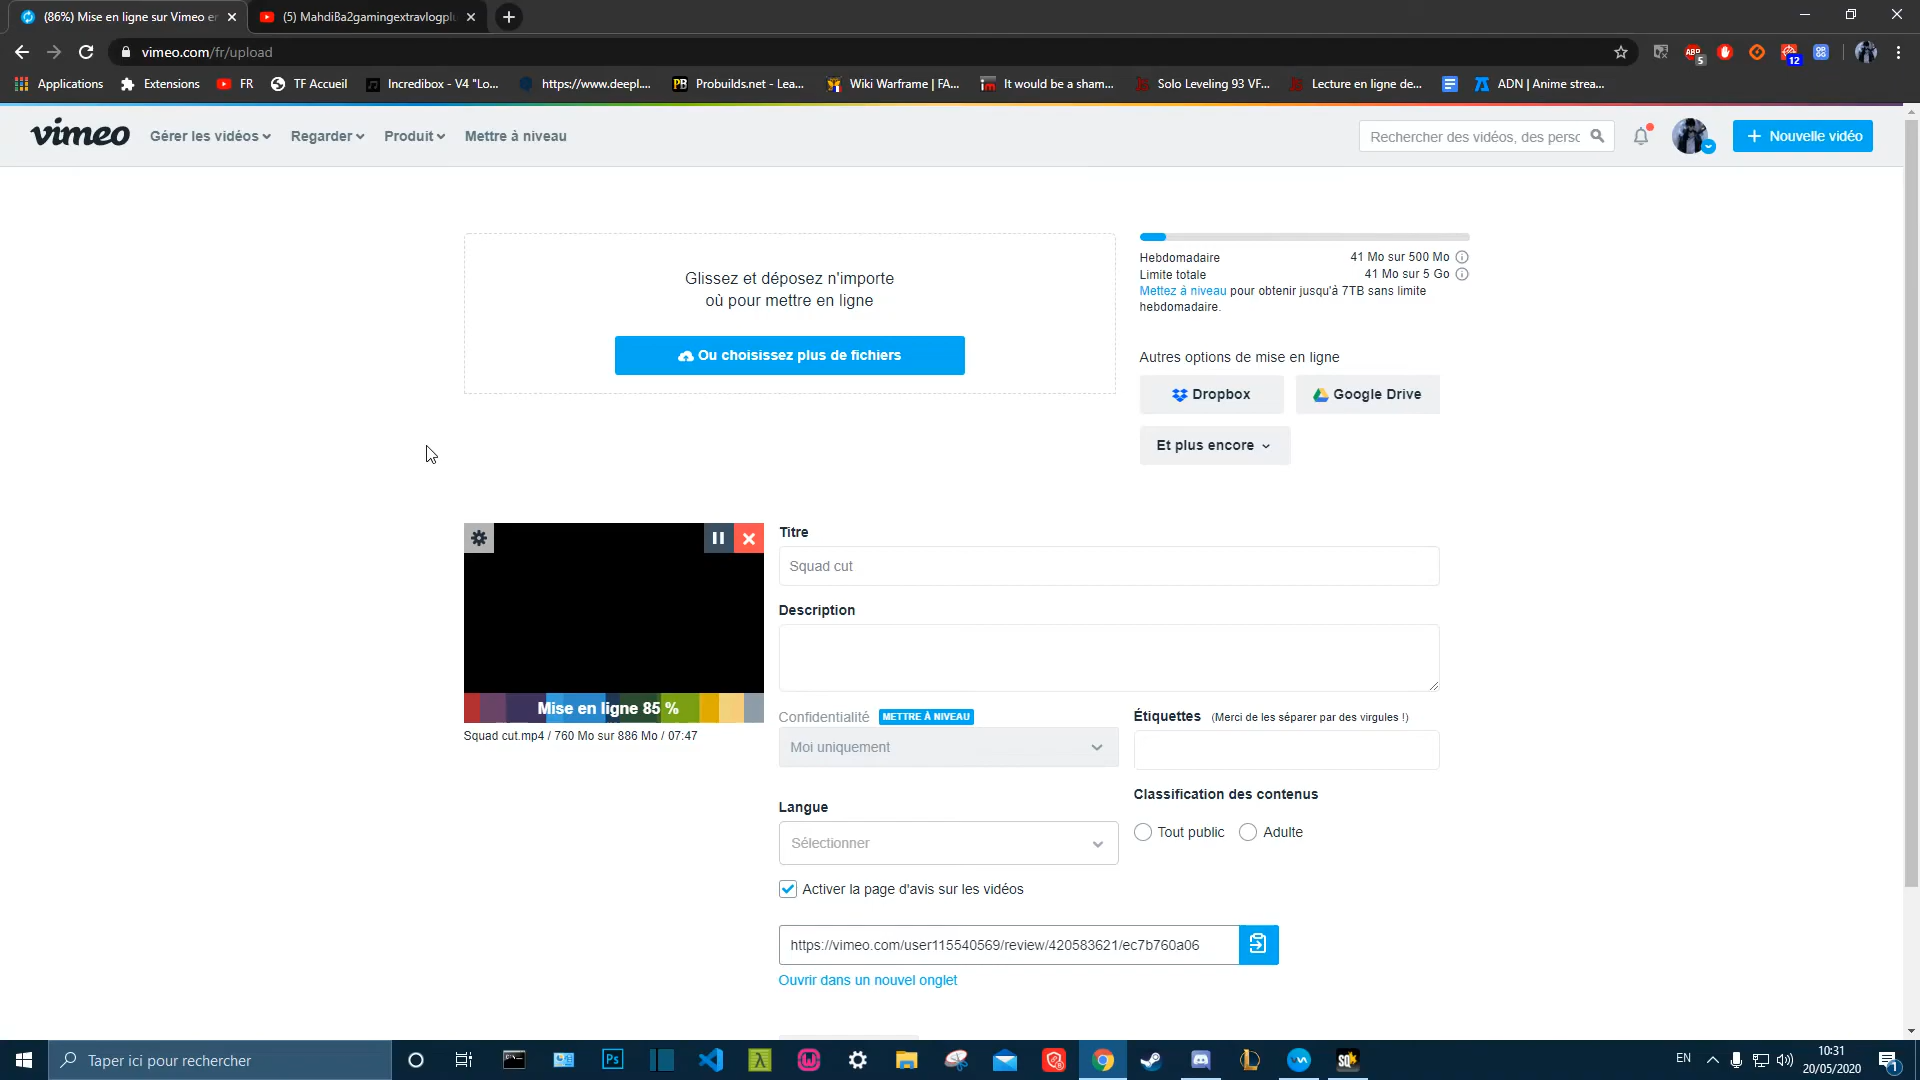 (86%) Mise en ligne sur Vimeo er
(5) MahdiBa2gamingextravlogplu
vimeo.com/fr/upload
5
12
Applications
Extensions
FR
TF Accueil
Incredibox - V4 "Lo...
https://www.deepl....
PB
Probuilds.net - Lea...
Wiki Warframe | FA...
It would be a sham...
Solo Leveling 93 VF...
Lecture en ligne de...
ADN | Anime strea...
vimeo
Gérer les vidéos
Regarder
Produit
Mettre à niveau
Rechercher des vidéos, des persc
+ Nouvelle vidéo
Glissez et déposez n'importe
où pour mettre en ligne
Ou choisissez plus de fichiers
Hebdomadaire 41 Mo sur 500 Mo
Limite totale 41 Mo sur 5 Go
Mettez à niveau pour obtenir jusqu'à 7TB sans limite
hebdomadaire.
Autres options de mise en ligne
Dropbox
Google Drive
Et plus encore
Mise en ligne 85 %
Squad cut.mp4 / 760 Mo sur 886 Mo / 07:47
Titre
Squad cut
Description
Confidentialité METTRE À NIVEAU
Moi uniquement
Étiquettes (Merci de les séparer par des virgules !)
Langue
Sélectionner
Classification des contenus
Tout public
Adulte
Activer la page d'avis sur les vidéos
https://vimeo.com/user115540569/review/420583621/ec7b760a06
Ouvrir dans un nouvel onglet
Taper ici pour rechercher
Ps
EN
10:31
20/05/2020
1